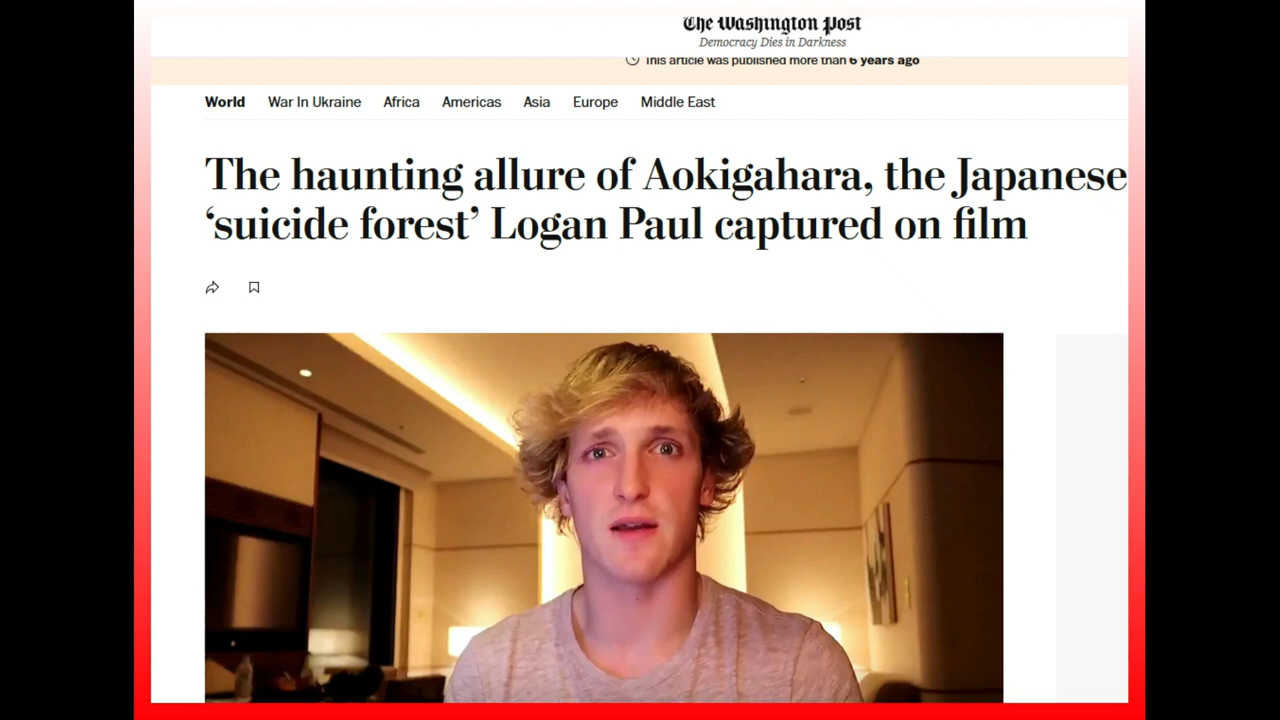 The Washington Post
Democracy Dies in Darkness
This article was published more than 6 years ago
World War In Ukraine Africa Americas Asia Europe Middle East
The haunting allure of Aokigahara, the Japanese
‘suicide forest’ Logan Paul captured on film